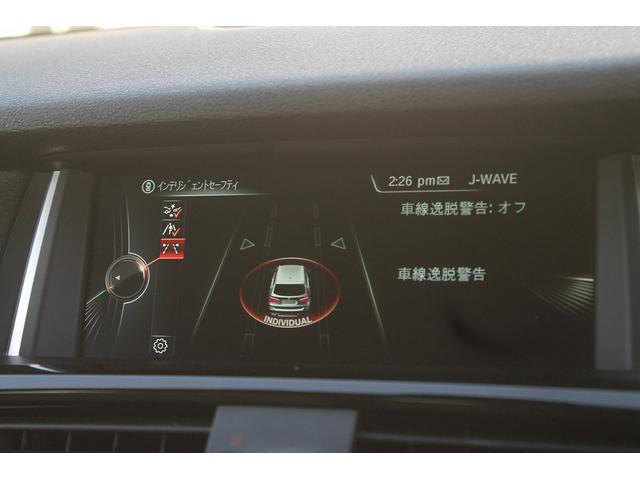 インテリジェントセーフティ
2:26 pm J-WAVE
車線逸脱警告: オフ
車線逸脱警告
INDIVIDUAL